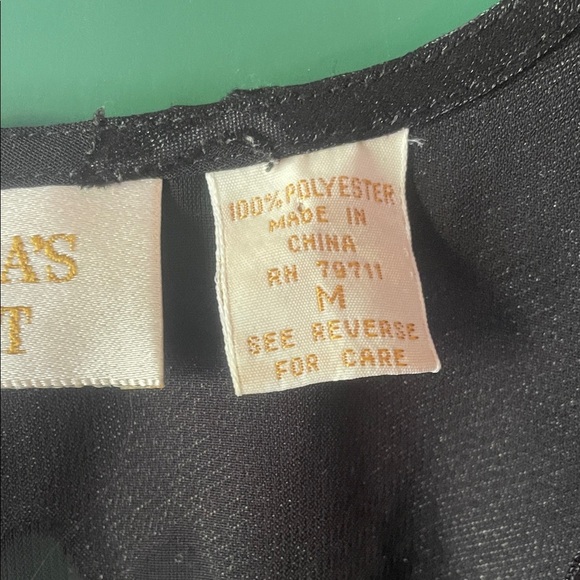 A'S
T
100% POLYESTER
MADE IN
CHINA
RN 79711
M
SEE REVERSE
FOR CARE